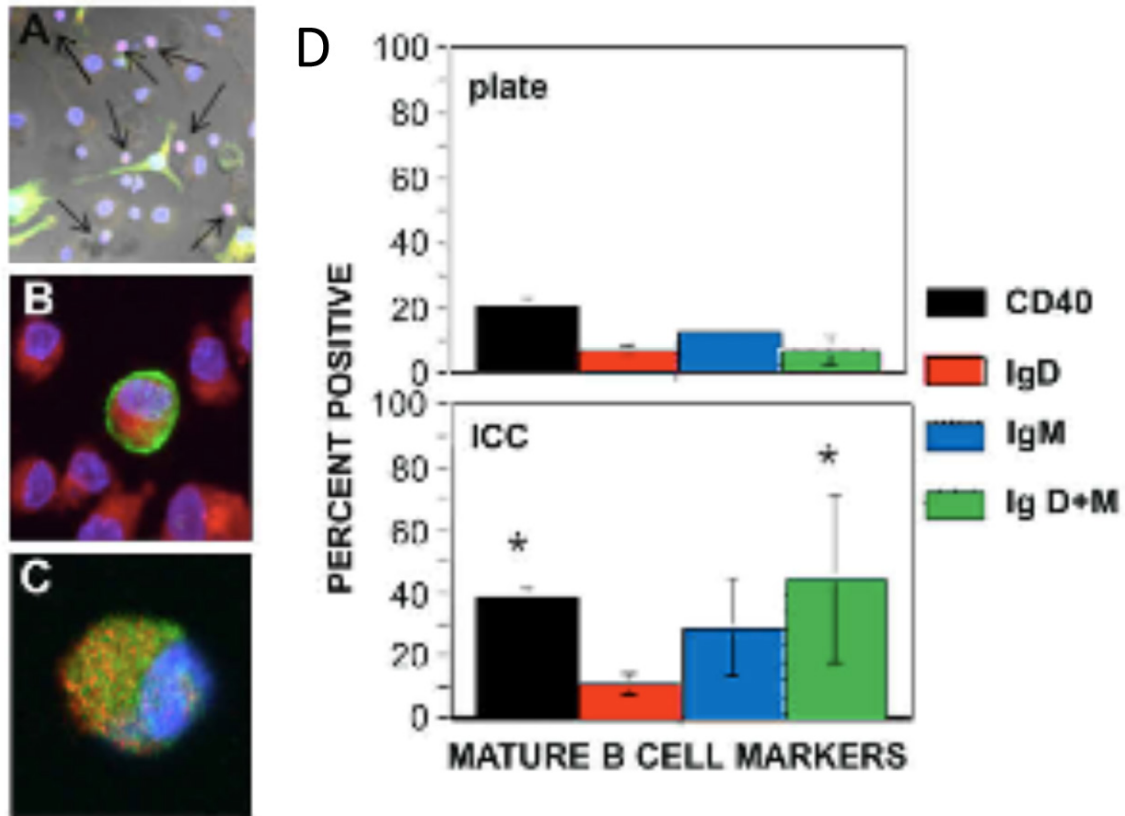 A
B
C
D
PERCENT POSITIVE
100
80
60
40
20
0
plate
100
80
60
40
20
0
ICC
*
*
MATURE B CELL MARKERS
CD40
IgD
IgM
Ig D+M